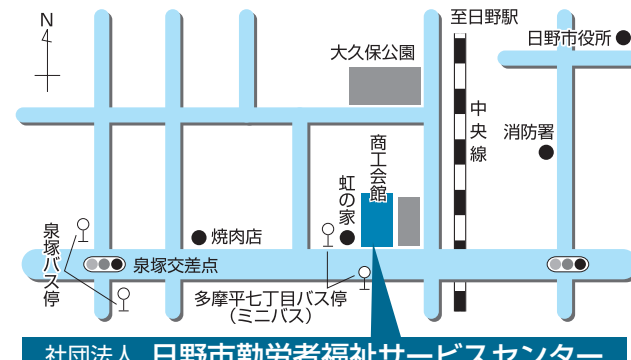 N
至日野駅
日野市役所
大久保公園
中央線
消防署
商工会館
虹の家
泉塚バス停
焼肉店
泉塚交差点
多摩平七丁目バス停
（ミニバス）
社団法人 日野市勤労者福祉サービスセンター